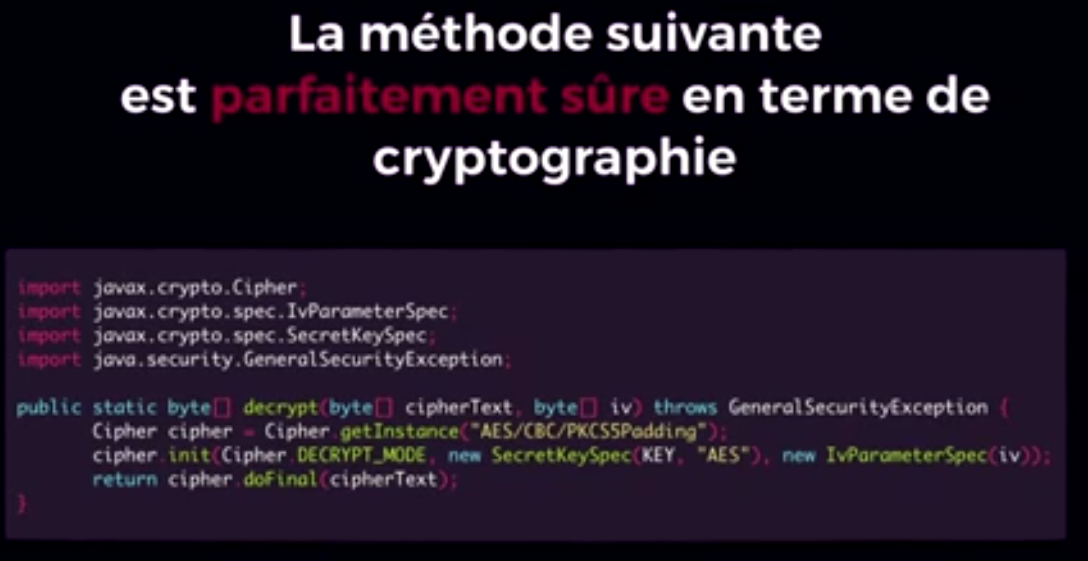 La méthode suivante
est parfaitement sûre en terme de
cryptographie
import javax.crypto.Cipher;
import javax.crypto.spec.IvParameterSpec;
import javax.crypto.spec.SecretKeySpec;
import java.security.GeneralSecurityException;
public static byte[] decrypt(byte[] cipherText, byte[] iv) throws GeneralSecurityException {
Cipher cipher = Cipher.getInstance("AES/CBC/PKCS5Padding");
cipher.init(Cipher.DECRYPT_MODE, new SecretKeySpec(KEY, "AES"), new IvParameterSpec(iv));
return cipher.doFinal(cipherText);
}